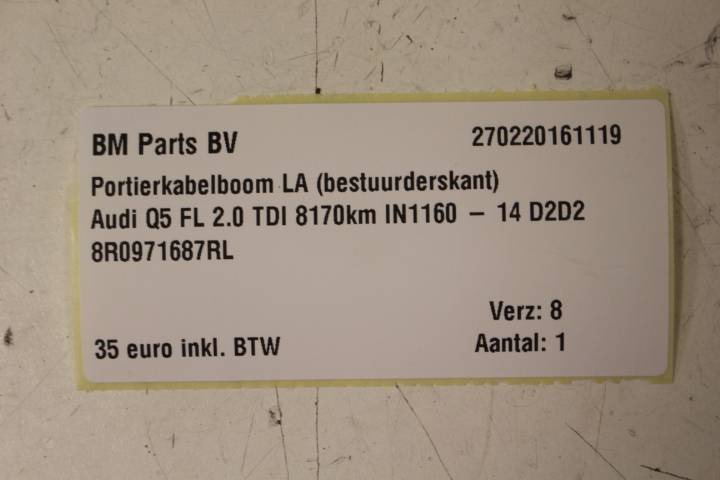 BM Parts BV 270220161119
Portierkabelboom LA (bestuurderskant)
Audi Q5 FL 2.0 TDI 8170km IN1160 – 14 D2D2
8R0971687RL
Verz: 8
35 euro inkl. BTW Aantal: 1